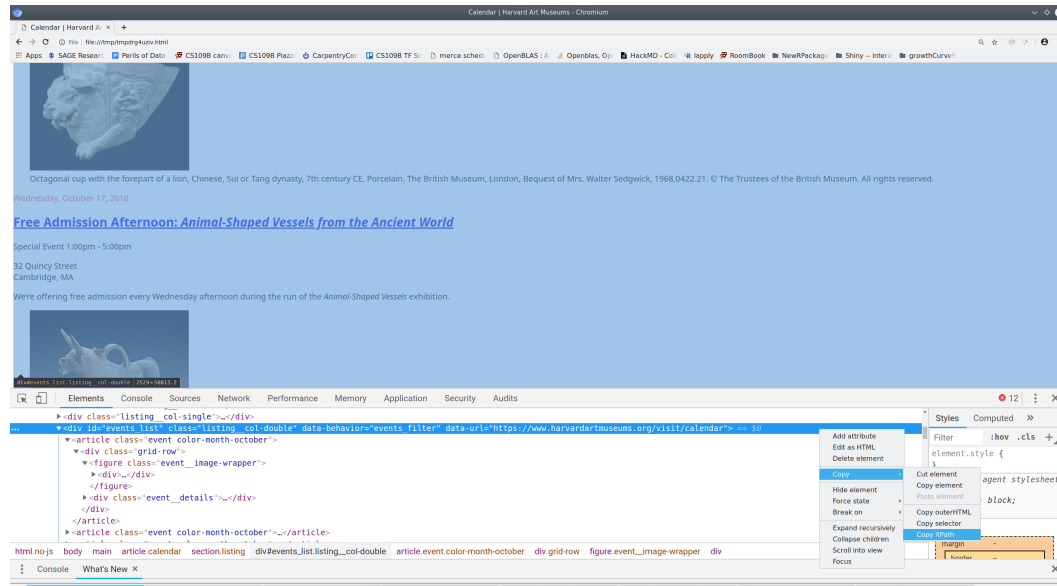 Calendar | Harvard Art Museums - Chromium
Calendar | Harvard A × +
File | file:///tmp/tmpdrg4uziv.html
Apps SAGE Researc Perils of Data CS109B canv CS109B Piazz CarpentryCon CS109B TF Sc merce schedu OpenBLAS : A Openblas, Op HackMD - Col lapply RoomBook NewRPackage Shiny -- intera growthCurve
Octagonal cup with the forepart of a lion, Chinese, Sui or Tang dynasty, 7th century CE. Porcelain. The British Museum, London, Bequest of Mrs. Walter Sedgwick, 1968,0422.21. © The Trustees of the British Museum. All rights reserved.
Wednesday, October 17, 2018
Free Admission Afternoon: Animal-Shaped Vessels from the Ancient World
Special Event 1:00pm - 5:00pm
32 Quincy Street
Cambridge, MA
We're offering free admission every Wednesday afternoon during the run of the Animal-Shaped Vessels exhibition.
div#events_list.listing__col-double | 2529×58813.2
Elements Console Sources Network Performance Memory Application Security Audits 12
<div class="listing__col-single">…</div>
<div id="events_list" class="listing__col-double" data-behavior="events_filter" data-url="https://www.harvardartmuseums.org/visit/calendar"> == $0
<article class="event color-month-october">
<div class="grid-row">
<figure class="event__image-wrapper">
<div>…</div>
</figure>
<div class="event__details">…</div>
</div>
</article>
<article class="event color-month-october">…</article>
Add attribute
Edit as HTML
Delete element
Copy
Hide element
Force state
Break on
Expand recursively
Collapse children
Scroll into view
Focus
Cut element
Copy element
Paste element
Copy outerHTML
Copy selector
Copy XPath
Styles Computed »
Filter :hov .cls +
element.style {
}
agent stylesheet
block;
margin –
border
html.no-js body main article.calendar section.listing div#events_list.listing__col-double article.event.color-month-october div.grid-row figure.event__image-wrapper div
Console What's New ×